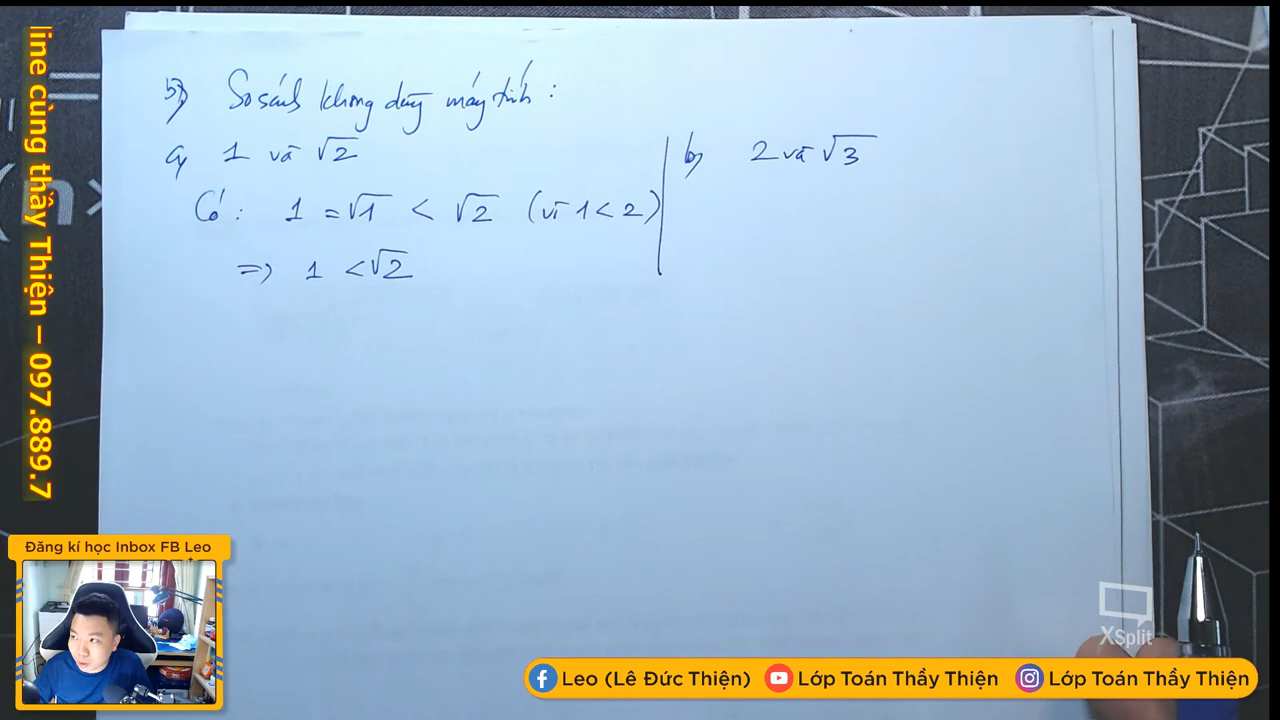 line cùng thầy Thiện – 097.889.7
5) So sánh không dùng máy tính :
a) 1 và √2
Có : 1 = √1 < √2 (vì 1 < 2)
=> 1 < √2
b) 2 và √3
Đăng kí học Inbox FB Leo
XSplit
Leo (Lê Đức Thiện) Lớp Toán Thầy Thiện Lớp Toán Thầy Thiện